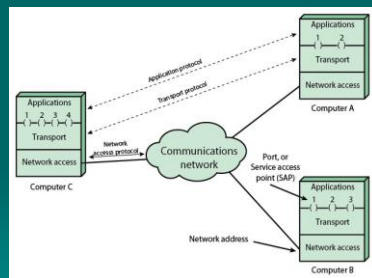 Applications
1 2
Transport
Network access
Computer A
Application protocol
Transport protocol
Applications
1 2 3 4
Transport
Network access
Computer C
Network
access protocol
Communications
network
Port, or
Service access
point (SAP)
Applications
1 2 3
Transport
Network access
Computer B
Network address